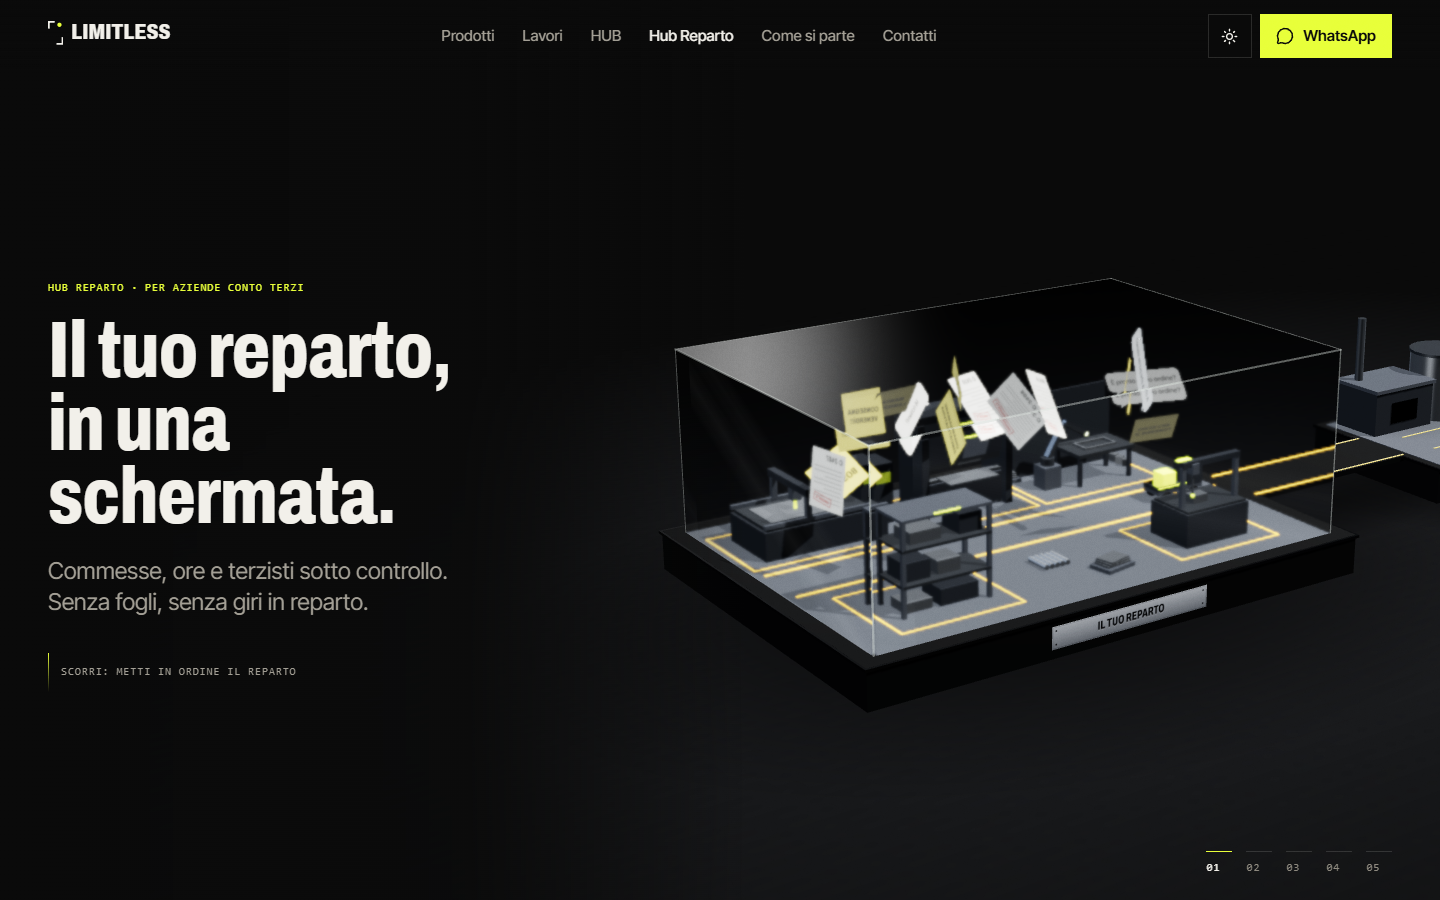 LIMITLESS
Prodotti Lavori HUB Hub Reparto Come si parte Contatti
WhatsApp
HUB REPARTO · PER AZIENDE CONTO TERZI
Il tuo reparto,
in una
schermata.
Commesse, ore e terzisti sotto controllo.
Senza fogli, senza giri in reparto.
SCORRI: METTI IN ORDINE IL REPARTO
IL TUO REPARTO
01 02 03 04 05